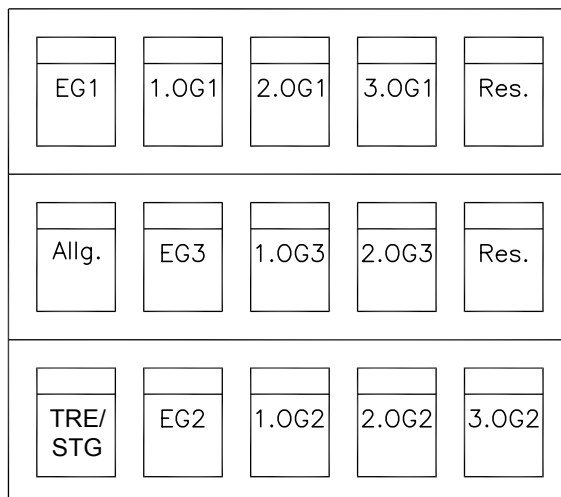 EG1 1.OG1 2.OG1 3.OG1 Res.
Allg. EG3 1.OG3 2.OG3 Res.
TRE/ EG2 1.OG2 2.OG2 3.OG2
STG